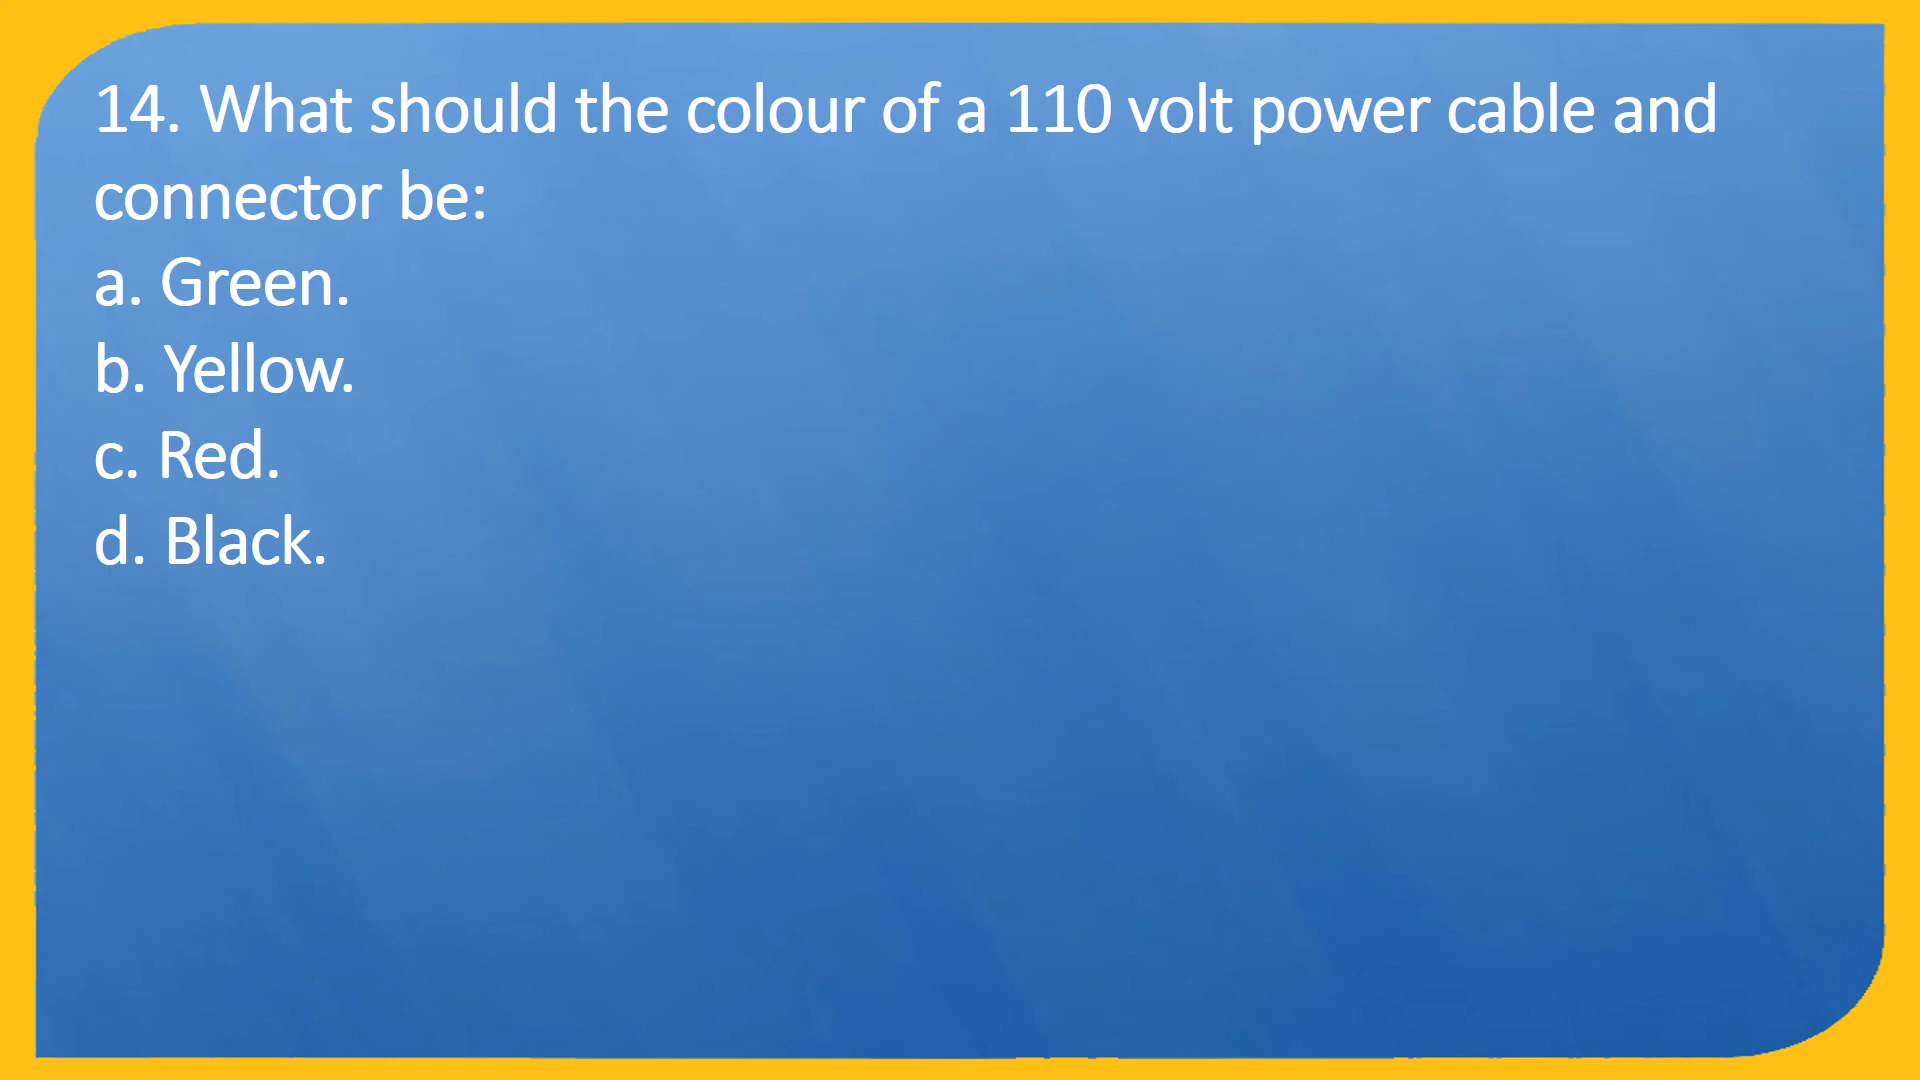 14. What should the colour of a 110 volt power cable and
connector be:
a. Green.
b. Yellow.
c. Red.
d. Black.